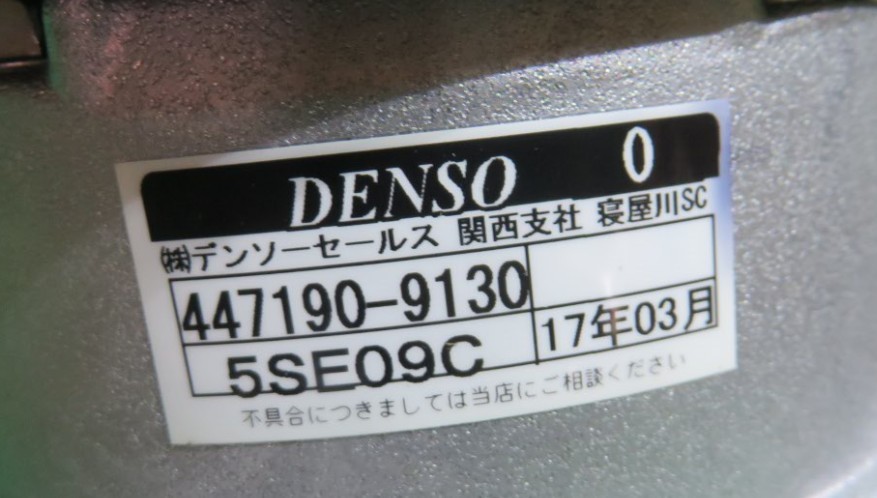 DENSO 0
㈱デンソーセールス 関西支社 寝屋川SC
447190-9130
5SE09C 17年03月
不具合につきましては当店にご相談ください